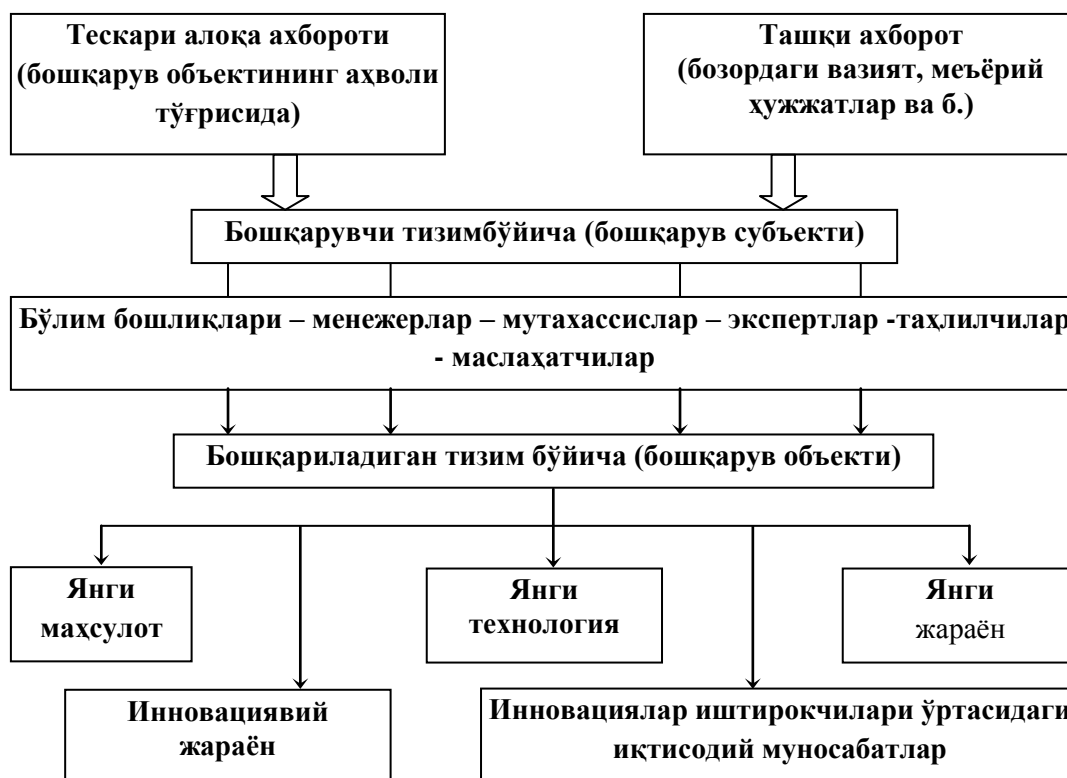 Тескари алоқа ахбороти
(бошқарув объектининг аҳволи
тўғрисида)
Ташқи ахборот
(бозордаги вазият, меъёрий
ҳужжатлар ва б.)
Бошқарувчи тизимбўйича (бошқарув субъекти)
Бўлим бошлиқлари – менежерлар – мутахассислар – экспертлар -таҳлилчилар
- маслаҳатчилар
Бошқариладиган тизим бўйича (бошқарув объекти)
Янги
маҳсулот
Янги
технология
Янги
жараён
Инновациявий
жараён
Инновациялар иштирокчилари ўртасидаги
иқтисодий муносабатлар